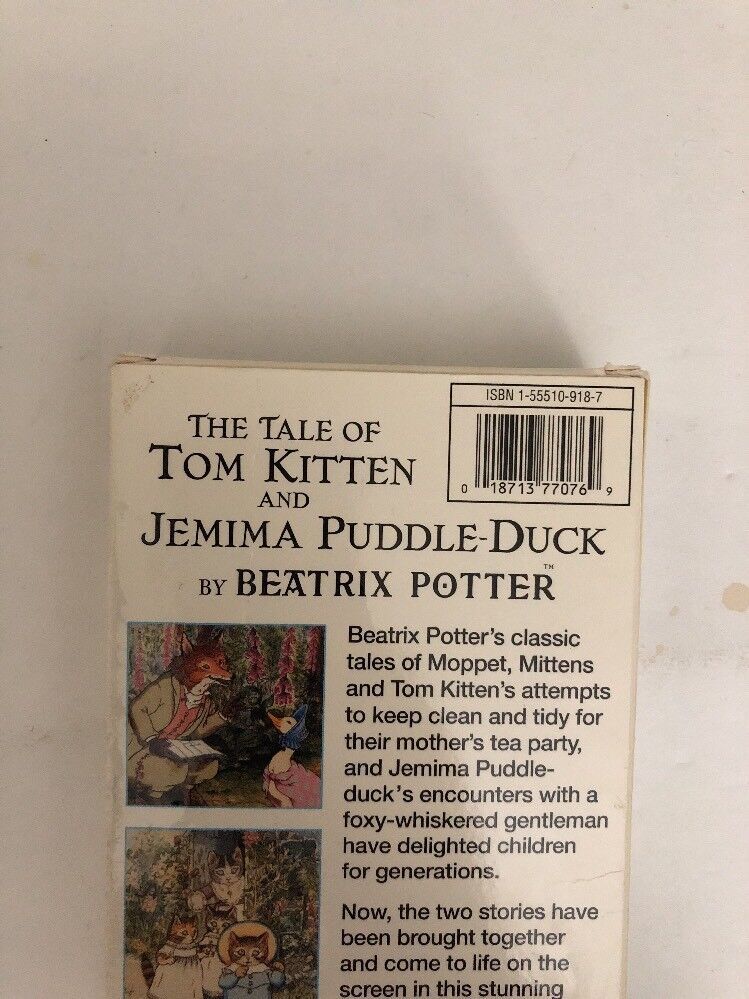 ISBN 1-55510-918-7
0 18713 77076 9
THE TALE OF
TOM KITTEN
AND
JEMIMA PUDDLE-DUCK
BY BEATRIX POTTER™
Beatrix Potter's classic
tales of Moppet, Mittens
and Tom Kitten's attempts
to keep clean and tidy for
their mother's tea party,
and Jemima Puddle-
duck's encounters with a
foxy-whiskered gentleman
have delighted children
for generations.
Now, the two stories have
been brought together
and come to life on the
screen in this stunning